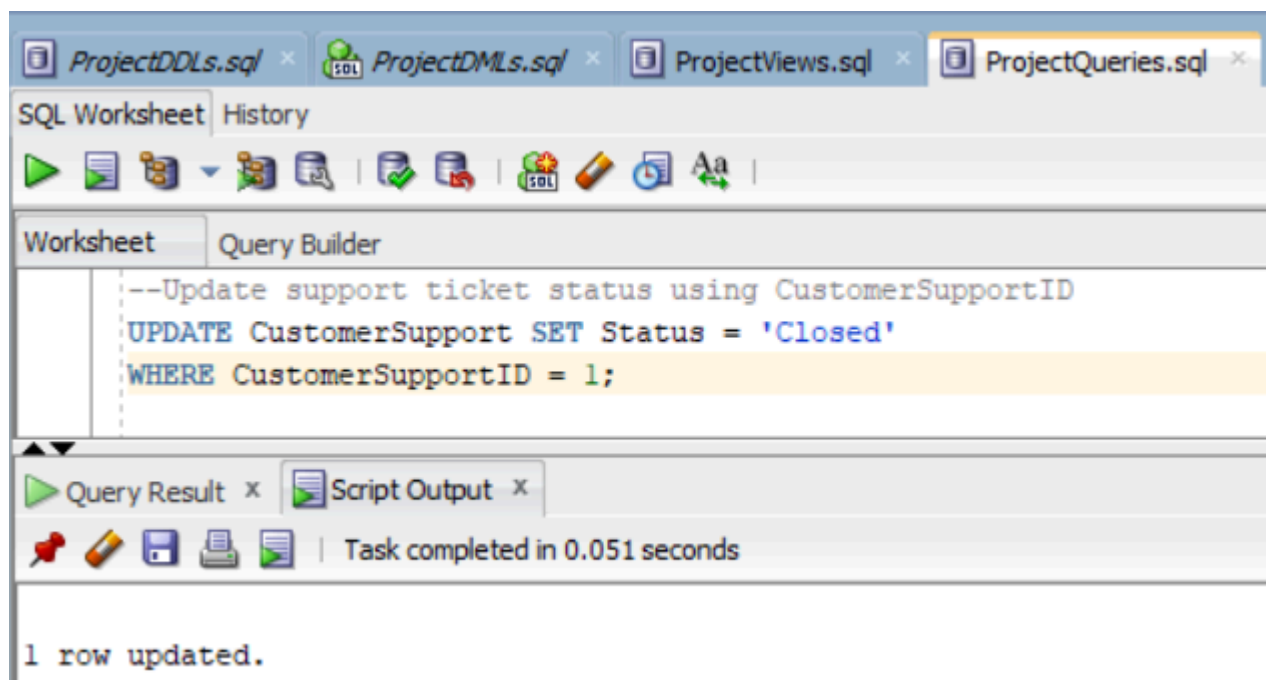 ProjectDDLs.sql × ProjectDMLs.sql × ProjectViews.sql × ProjectQueries.sql ×
SQL Worksheet History
SQL Aa
Worksheet Query Builder
--Update support ticket status using CustomerSupportID
UPDATE CustomerSupport SET Status = 'Closed'
WHERE CustomerSupportID = 1;
Query Result x Script Output x
Task completed in 0.051 seconds
1 row updated.